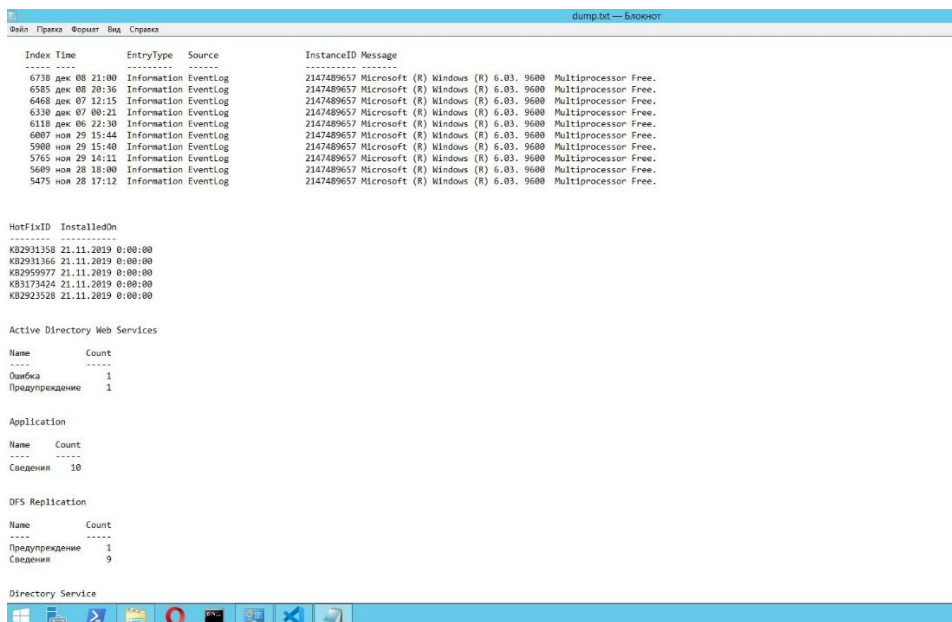 dump.txt — Блокнот
Файл Правка Формат Вид Справка
Index Time EntryType Source InstanceID Message
----- ---- --------- ------ ---------- -------
6738 дек 08 21:00 Information EventLog 2147489657 Microsoft (R) Windows (R) 6.03. 9600 Multiprocessor Free.
6585 дек 08 20:36 Information EventLog 2147489657 Microsoft (R) Windows (R) 6.03. 9600 Multiprocessor Free.
6468 дек 07 12:15 Information EventLog 2147489657 Microsoft (R) Windows (R) 6.03. 9600 Multiprocessor Free.
6330 дек 07 00:21 Information EventLog 2147489657 Microsoft (R) Windows (R) 6.03. 9600 Multiprocessor Free.
6118 дек 06 22:30 Information EventLog 2147489657 Microsoft (R) Windows (R) 6.03. 9600 Multiprocessor Free.
6007 ноя 29 15:44 Information EventLog 2147489657 Microsoft (R) Windows (R) 6.03. 9600 Multiprocessor Free.
5900 ноя 29 15:40 Information EventLog 2147489657 Microsoft (R) Windows (R) 6.03. 9600 Multiprocessor Free.
5765 ноя 29 14:11 Information EventLog 2147489657 Microsoft (R) Windows (R) 6.03. 9600 Multiprocessor Free.
5609 ноя 28 18:00 Information EventLog 2147489657 Microsoft (R) Windows (R) 6.03. 9600 Multiprocessor Free.
5475 ноя 28 17:12 Information EventLog 2147489657 Microsoft (R) Windows (R) 6.03. 9600 Multiprocessor Free.
HotFixID InstalledOn
-------- -----------
KB2931358 21.11.2019 0:00:00
KB2931366 21.11.2019 0:00:00
KB2959977 21.11.2019 0:00:00
KB3173424 21.11.2019 0:00:00
KB2923528 21.11.2019 0:00:00
Active Directory Web Services
Name Count
---- -----
Ошибка 1
Предупреждение 1
Application
Name Count
---- -----
Сведения 10
DFS Replication
Name Count
---- -----
Предупреждение 1
Сведения 9
Directory Service